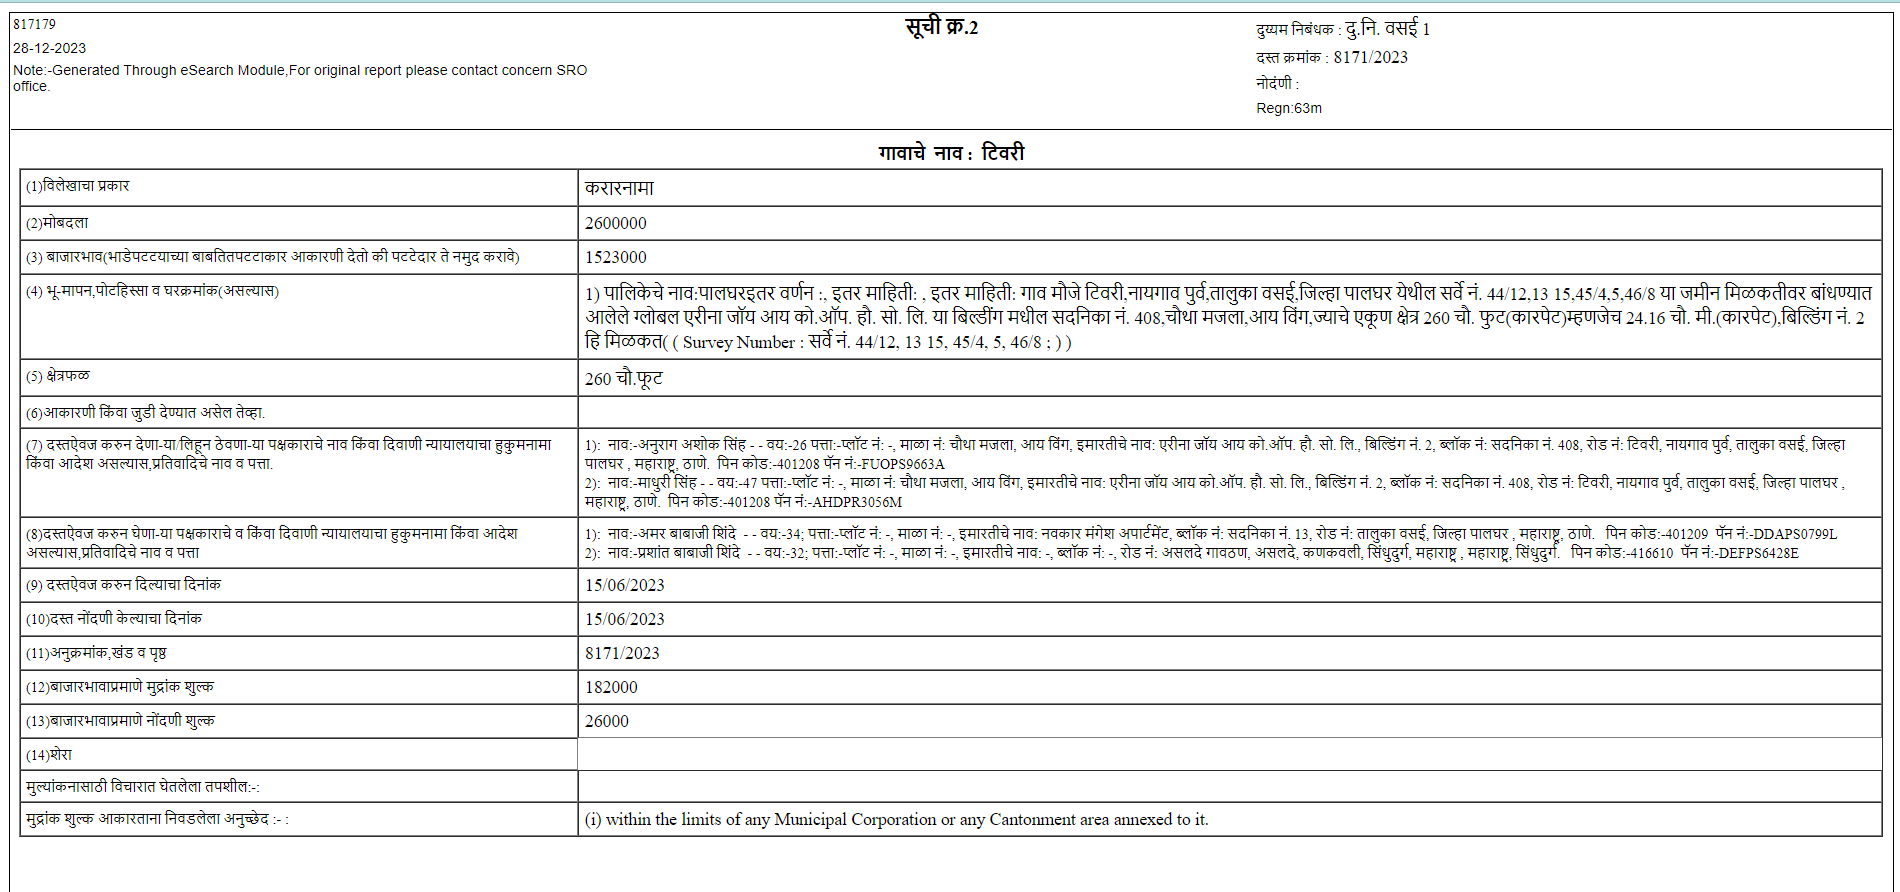 817179
28-12-2023
Note:-Generated Through eSearch Module,For original report please contact concern SRO
office.
सूची क्र.2
दुय्यम निबंधक : दु.नि. वसई 1
दस्त क्रमांक : 8171/2023
नोदंणी :
Regn:63m
गावाचे नाव : टिवरी
(1)विलेखाचा प्रकार
करारनामा
(2)मोबदला
2600000
(3) बाजारभाव(भाडेपटटयाच्या बाबतितपटटाकार आकारणी देतो की पटटेदार ते नमुद करावे)
1523000
(4) भू-मापन,पोटहिस्सा व घरक्रमांक(असल्यास)
1) पालिकेचे नाव:पालघरइतर वर्णन :, इतर माहिती: , इतर माहिती: गाव मौजे टिवरी,नायगाव पुर्व,तालुका वसई,जिल्हा पालघर येथील सर्वे नं. 44/12,13 15,45/4,5,46/8 या जमीन मिळकतीवर बांधण्यात
आलेले ग्लोबल एरीना जॉय आय को.ऑप. हौ. सो. लि. या बिल्डींग मधील सदनिका नं. 408,चौथा मजला,आय विंग,ज्याचे एकूण क्षेत्र 260 चौ. फुट(कारपेट)म्हणजेच 24.16 चौ. मी.(कारपेट),बिल्डिंग नं. 2
हि मिळकत( ( Survey Number : सर्वे नं. 44/12, 13 15, 45/4, 5, 46/8 ; ) )
(5) क्षेत्रफळ
260 चौ.फूट
(6)आकारणी किंवा जुडी देण्यात असेल तेव्हा.
(7) दस्तऐवज करुन देणा-या/लिहून ठेवणा-या पक्षकाराचे नाव किंवा दिवाणी न्यायालयाचा हुकुमनामा
किंवा आदेश असल्यास,प्रतिवादिचे नाव व पत्ता.
1): नाव:-अनुराग अशोक सिंह - - वय:-26 पत्ता:-प्लॉट नं: -, माळा नं: चौथा मजला, आय विंग, इमारतीचे नाव: एरीना जॉय आय को.ऑप. हौ. सो. लि., बिल्डिंग नं. 2, ब्लॉक नं: सदनिका नं. 408, रोड नं: टिवरी, नायगाव पुर्व, तालुका वसई, जिल्हा
पालघर , महाराष्ट्र, ठाणे. पिन कोड:-401208 पॅन नं:-FUOPS9663A
2): नाव:-माधुरी सिंह - - वय:-47 पत्ता:-प्लॉट नं: -, माळा नं: चौथा मजला, आय विंग, इमारतीचे नाव: एरीना जॉय आय को.ऑप. हौ. सो. लि., बिल्डिंग नं. 2, ब्लॉक नं: सदनिका नं. 408, रोड नं: टिवरी, नायगाव पुर्व, तालुका वसई, जिल्हा पालघर ,
महाराष्ट्र, ठाणे. पिन कोड:-401208 पॅन नं:-AHDPR3056M
(8)दस्तऐवज करुन घेणा-या पक्षकाराचे व किंवा दिवाणी न्यायालयाचा हुकुमनामा किंवा आदेश
असल्यास,प्रतिवादिचे नाव व पत्ता
1): नाव:-अमर बाबाजी शिंदे - - वय:-34; पत्ता:-प्लॉट नं: -, माळा नं: -, इमारतीचे नाव: नवकार मंगेश अपार्टमेंट, ब्लॉक नं: सदनिका नं. 13, रोड नं: तालुका वसई, जिल्हा पालघर , महाराष्ट्र, ठाणे. पिन कोड:-401209 पॅन नं:-DDAPS0799L
2): नाव:-प्रशांत बाबाजी शिंदे - - वय:-32; पत्ता:-प्लॉट नं: -, माळा नं: -, इमारतीचे नाव: -, ब्लॉक नं: -, रोड नं: असलदे गावठण, असलदे, कणकवली, सिंधुदुर्ग, महाराष्ट्र , महाराष्ट्र, सिंधुदुर्ग. पिन कोड:-416610 पॅन नं:-DEFPS6428E
(9) दस्तऐवज करुन दिल्याचा दिनांक
15/06/2023
(10)दस्त नोंदणी केल्याचा दिनांक
15/06/2023
(11)अनुक्रमांक,खंड व पृष्ठ
8171/2023
(12)बाजारभावाप्रमाणे मुद्रांक शुल्क
182000
(13)बाजारभावाप्रमाणे नोंदणी शुल्क
26000
(14)शेरा
मुल्यांकनासाठी विचारात घेतलेला तपशील:-:
मुद्रांक शुल्क आकारताना निवडलेला अनुच्छेद :- :
(i) within the limits of any Municipal Corporation or any Cantonment area annexed to it.